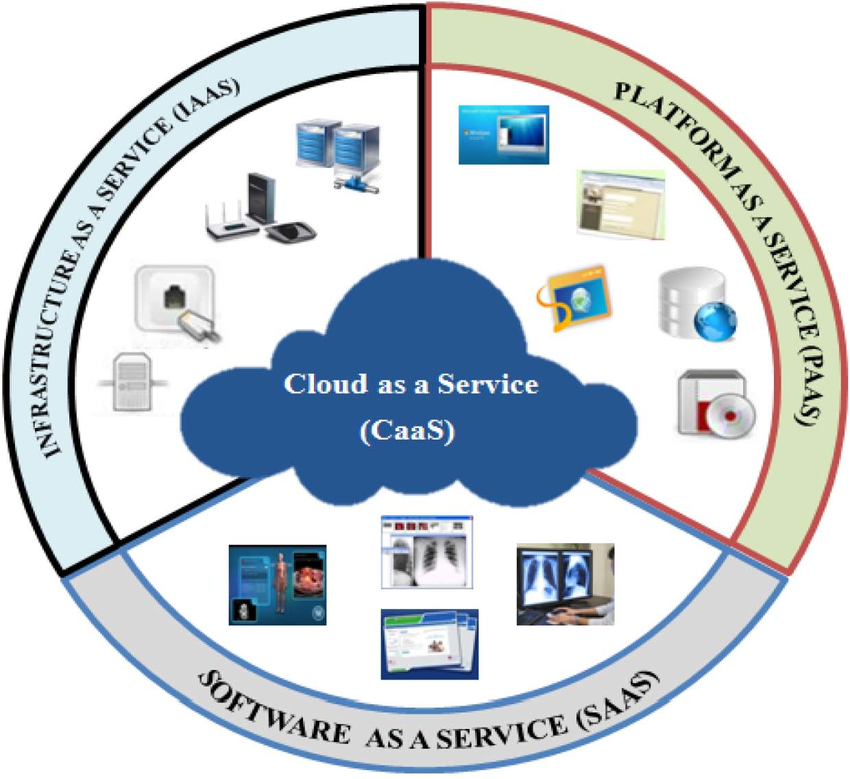 INFRASTRUCTURE AS A SERVICE (IAAS)
PLATFORM AS A SERVICE (PAAS)
Cloud as a Service
(CaaS)
SOFTWARE AS A SERVICE (SAAS)